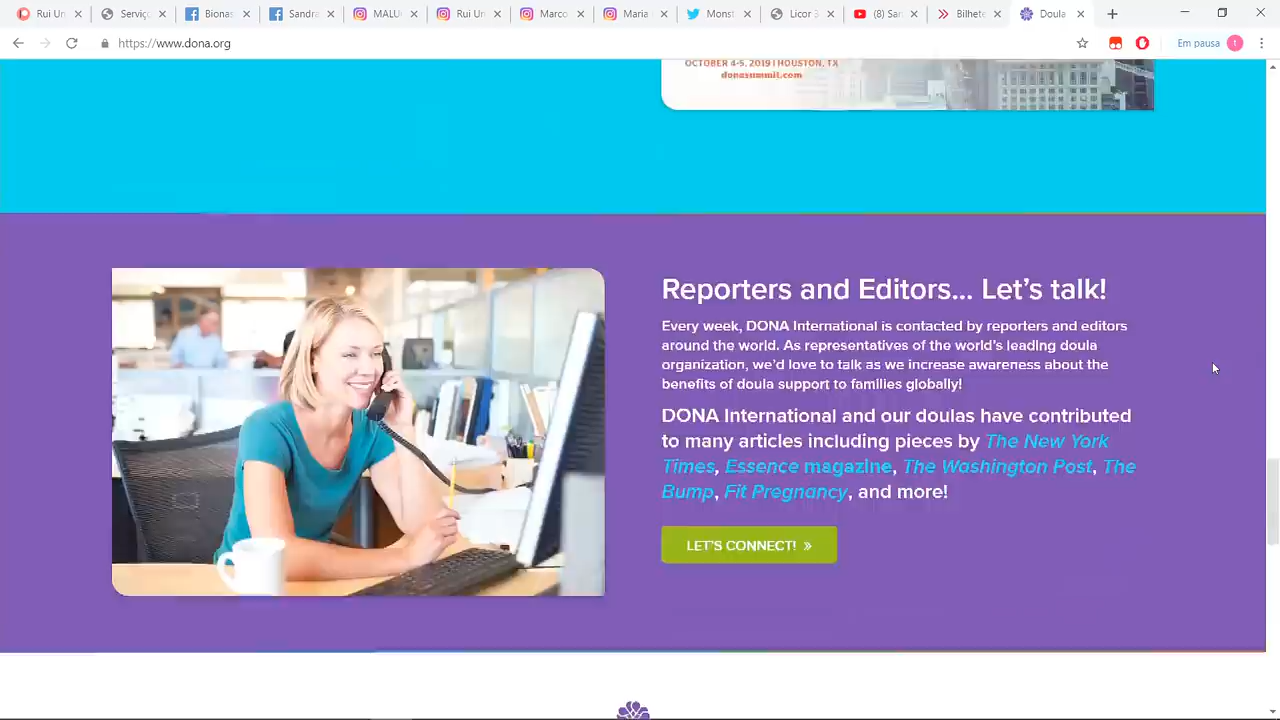 Rui Un
Serviço
Bionas
Sandra
MALU
Rui Un
Marco
Maria
Monst
Licor
(8) Sar
Bilhete
Doula
https://www.dona.org
Em pausa
OCTOBER 4-5, 2019 | HOUSTON, TX
donasummit.com
Reporters and Editors... Let's talk!
Every week, DONA International is contacted by reporters and editors
around the world. As representatives of the world's leading doula
organization, we'd love to talk as we increase awareness about the
benefits of doula support to families globally!
DONA International and our doulas have contributed
to many articles including pieces by The New York
Times, Essence magazine, The Washington Post, The
Bump, Fit Pregnancy, and more!
LET'S CONNECT! »